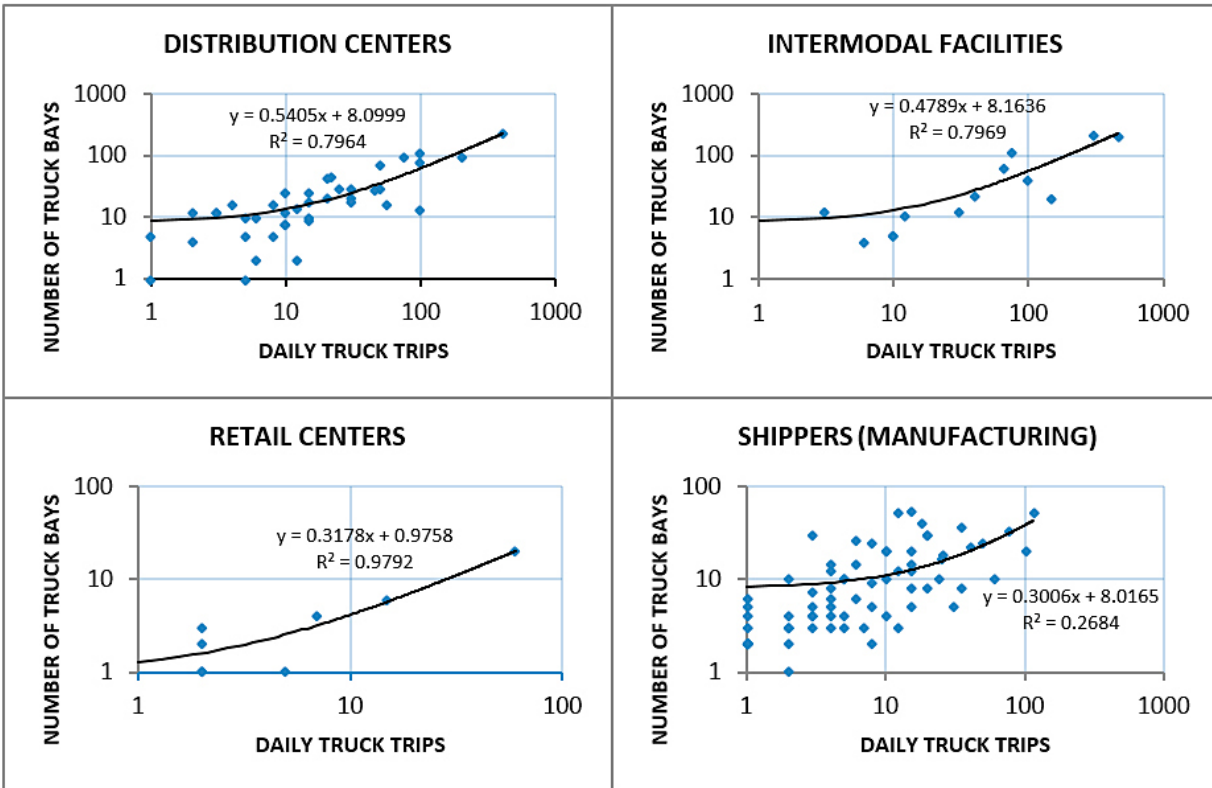 DISTRIBUTION CENTERS
NUMBER OF TRUCK BAYS
1000
100
10
1
y = 0.5405x + 8.0999
R² = 0.7964
1 10 100 1000
DAILY TRUCK TRIPS
INTERMODAL FACILITIES
NUMBER OF TRUCK BAYS
1000
100
10
1
y = 0.4789x + 8.1636
R² = 0.7969
1 10 100 1000
DAILY TRUCK TRIPS
RETAIL CENTERS
NUMBER OF TRUCK BAYS
100
10
1
y = 0.3178x + 0.9758
R² = 0.9792
1 10 100
DAILY TRUCK TRIPS
SHIPPERS (MANUFACTURING)
NUMBER OF TRUCK BAYS
100
10
1
y = 0.3006x + 8.0165
R² = 0.2684
1 10 100 1000
DAILY TRUCK TRIPS